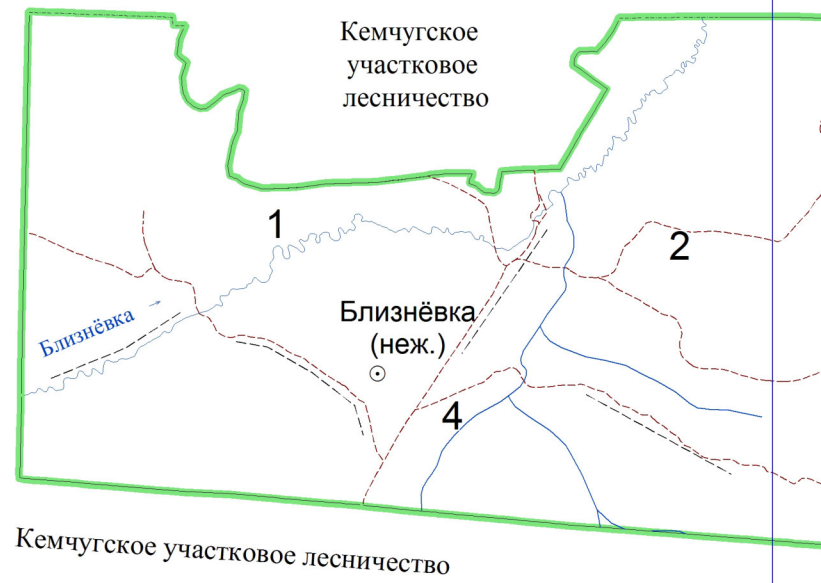 Кемчугское
участковое
лесничество
1
2
Близнёвка
Близнёвка
(неж.)
4
Кемчугское участковое лесничество